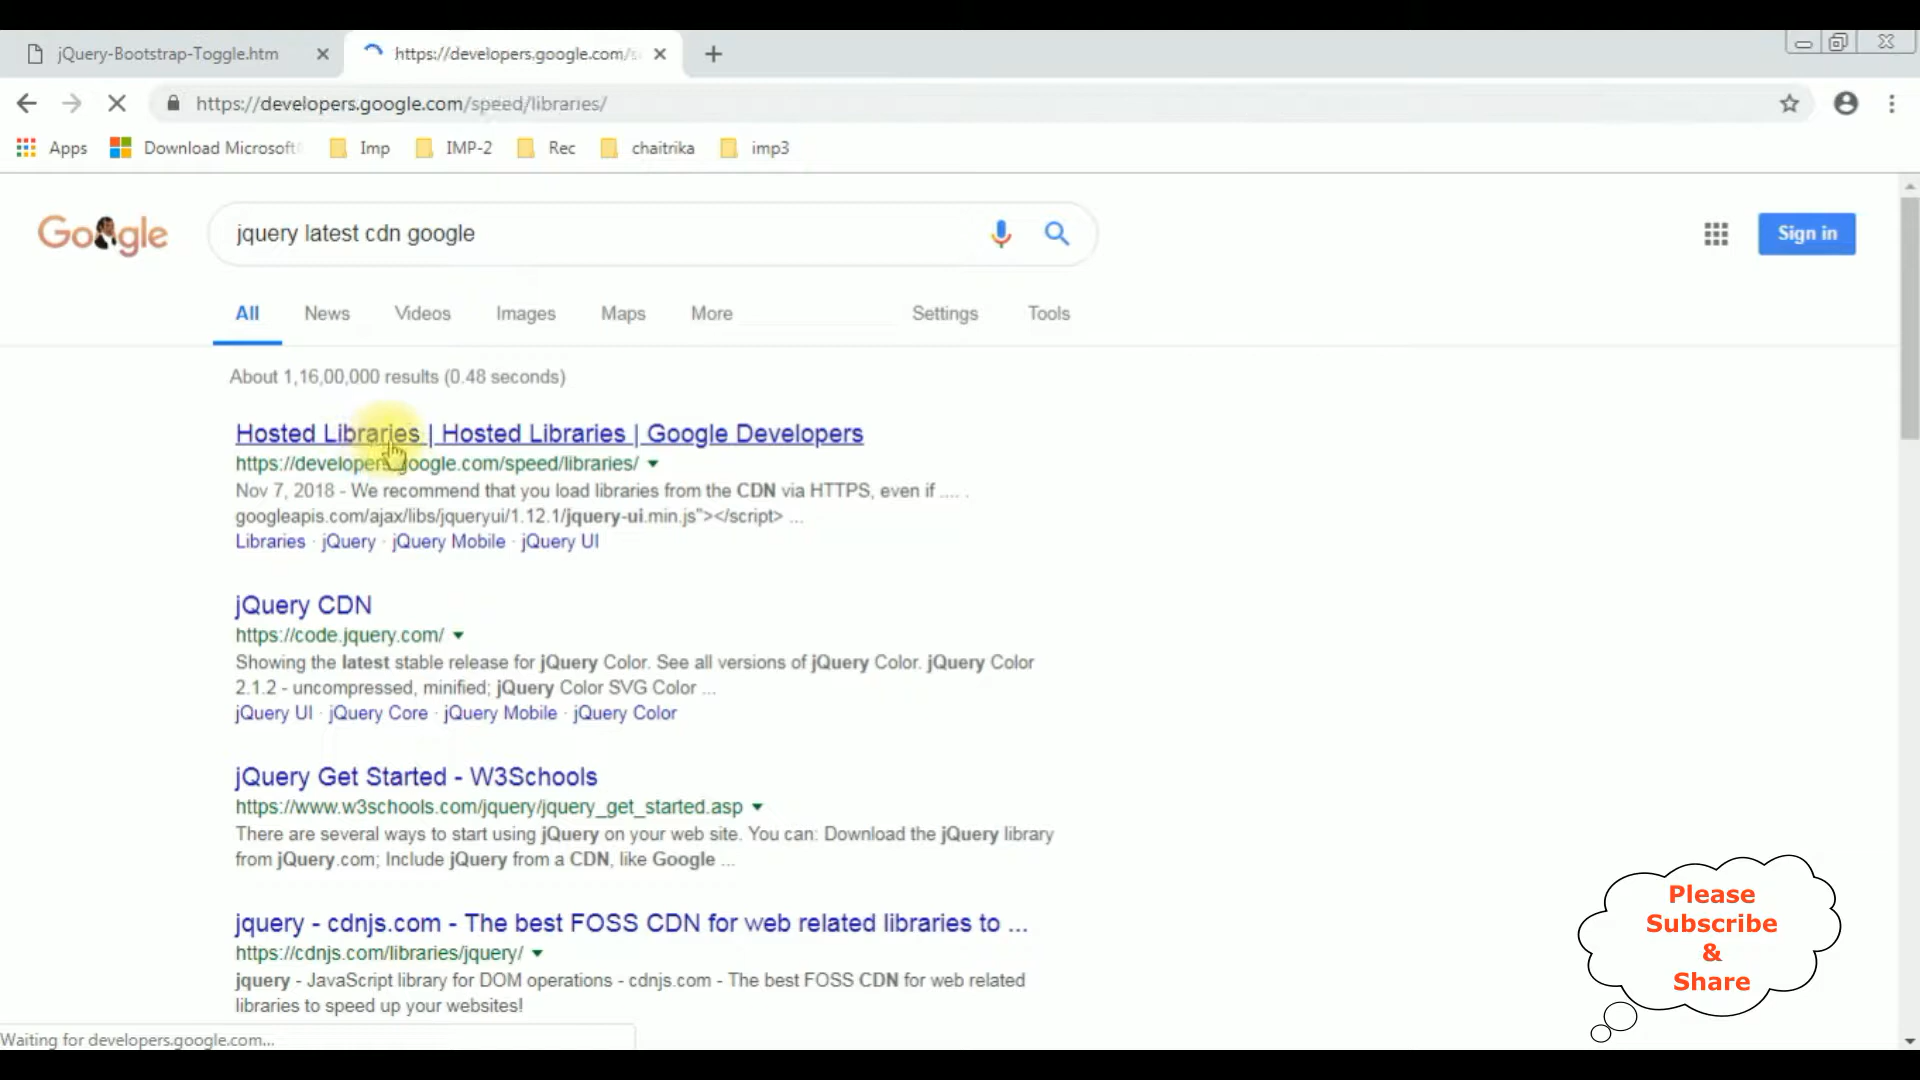 jQuery-Bootstrap-Toggle.htm
https://developers.google.com/s
https://developers.google.com/speed/libraries/
Apps
Download Microsoft
Imp
IMP-2
Rec
chaitrika
imp3
Google
jquery latest cdn google
Sign in
All
News
Videos
Images
Maps
More
Settings
Tools
About 1,16,00,000 results (0.48 seconds)
Hosted Libraries | Hosted Libraries | Google Developers
https://developers.google.com/speed/libraries/
Nov 7, 2018 - We recommend that you load libraries from the CDN via HTTPS, even if .... .
googleapis.com/ajax/libs/jqueryui/1.12.1/jquery-ui.min.js"></script> ...
Libraries · jQuery · jQuery Mobile · jQuery UI
jQuery CDN
https://code.jquery.com/
Showing the latest stable release for jQuery Color. See all versions of jQuery Color. jQuery Color
2.1.2 - uncompressed, minified; jQuery Color SVG Color ...
jQuery UI · jQuery Core · jQuery Mobile · jQuery Color
jQuery Get Started - W3Schools
https://www.w3schools.com/jquery/jquery_get_started.asp
There are several ways to start using jQuery on your web site. You can: Download the jQuery library
from jQuery.com; Include jQuery from a CDN, like Google ...
jquery - cdnjs.com - The best FOSS CDN for web related libraries to ...
https://cdnjs.com/libraries/jquery/
jquery - JavaScript library for DOM operations - cdnjs.com - The best FOSS CDN for web related
libraries to speed up your websites!
Waiting for developers.google.com...
Please
Subscribe
&
Share